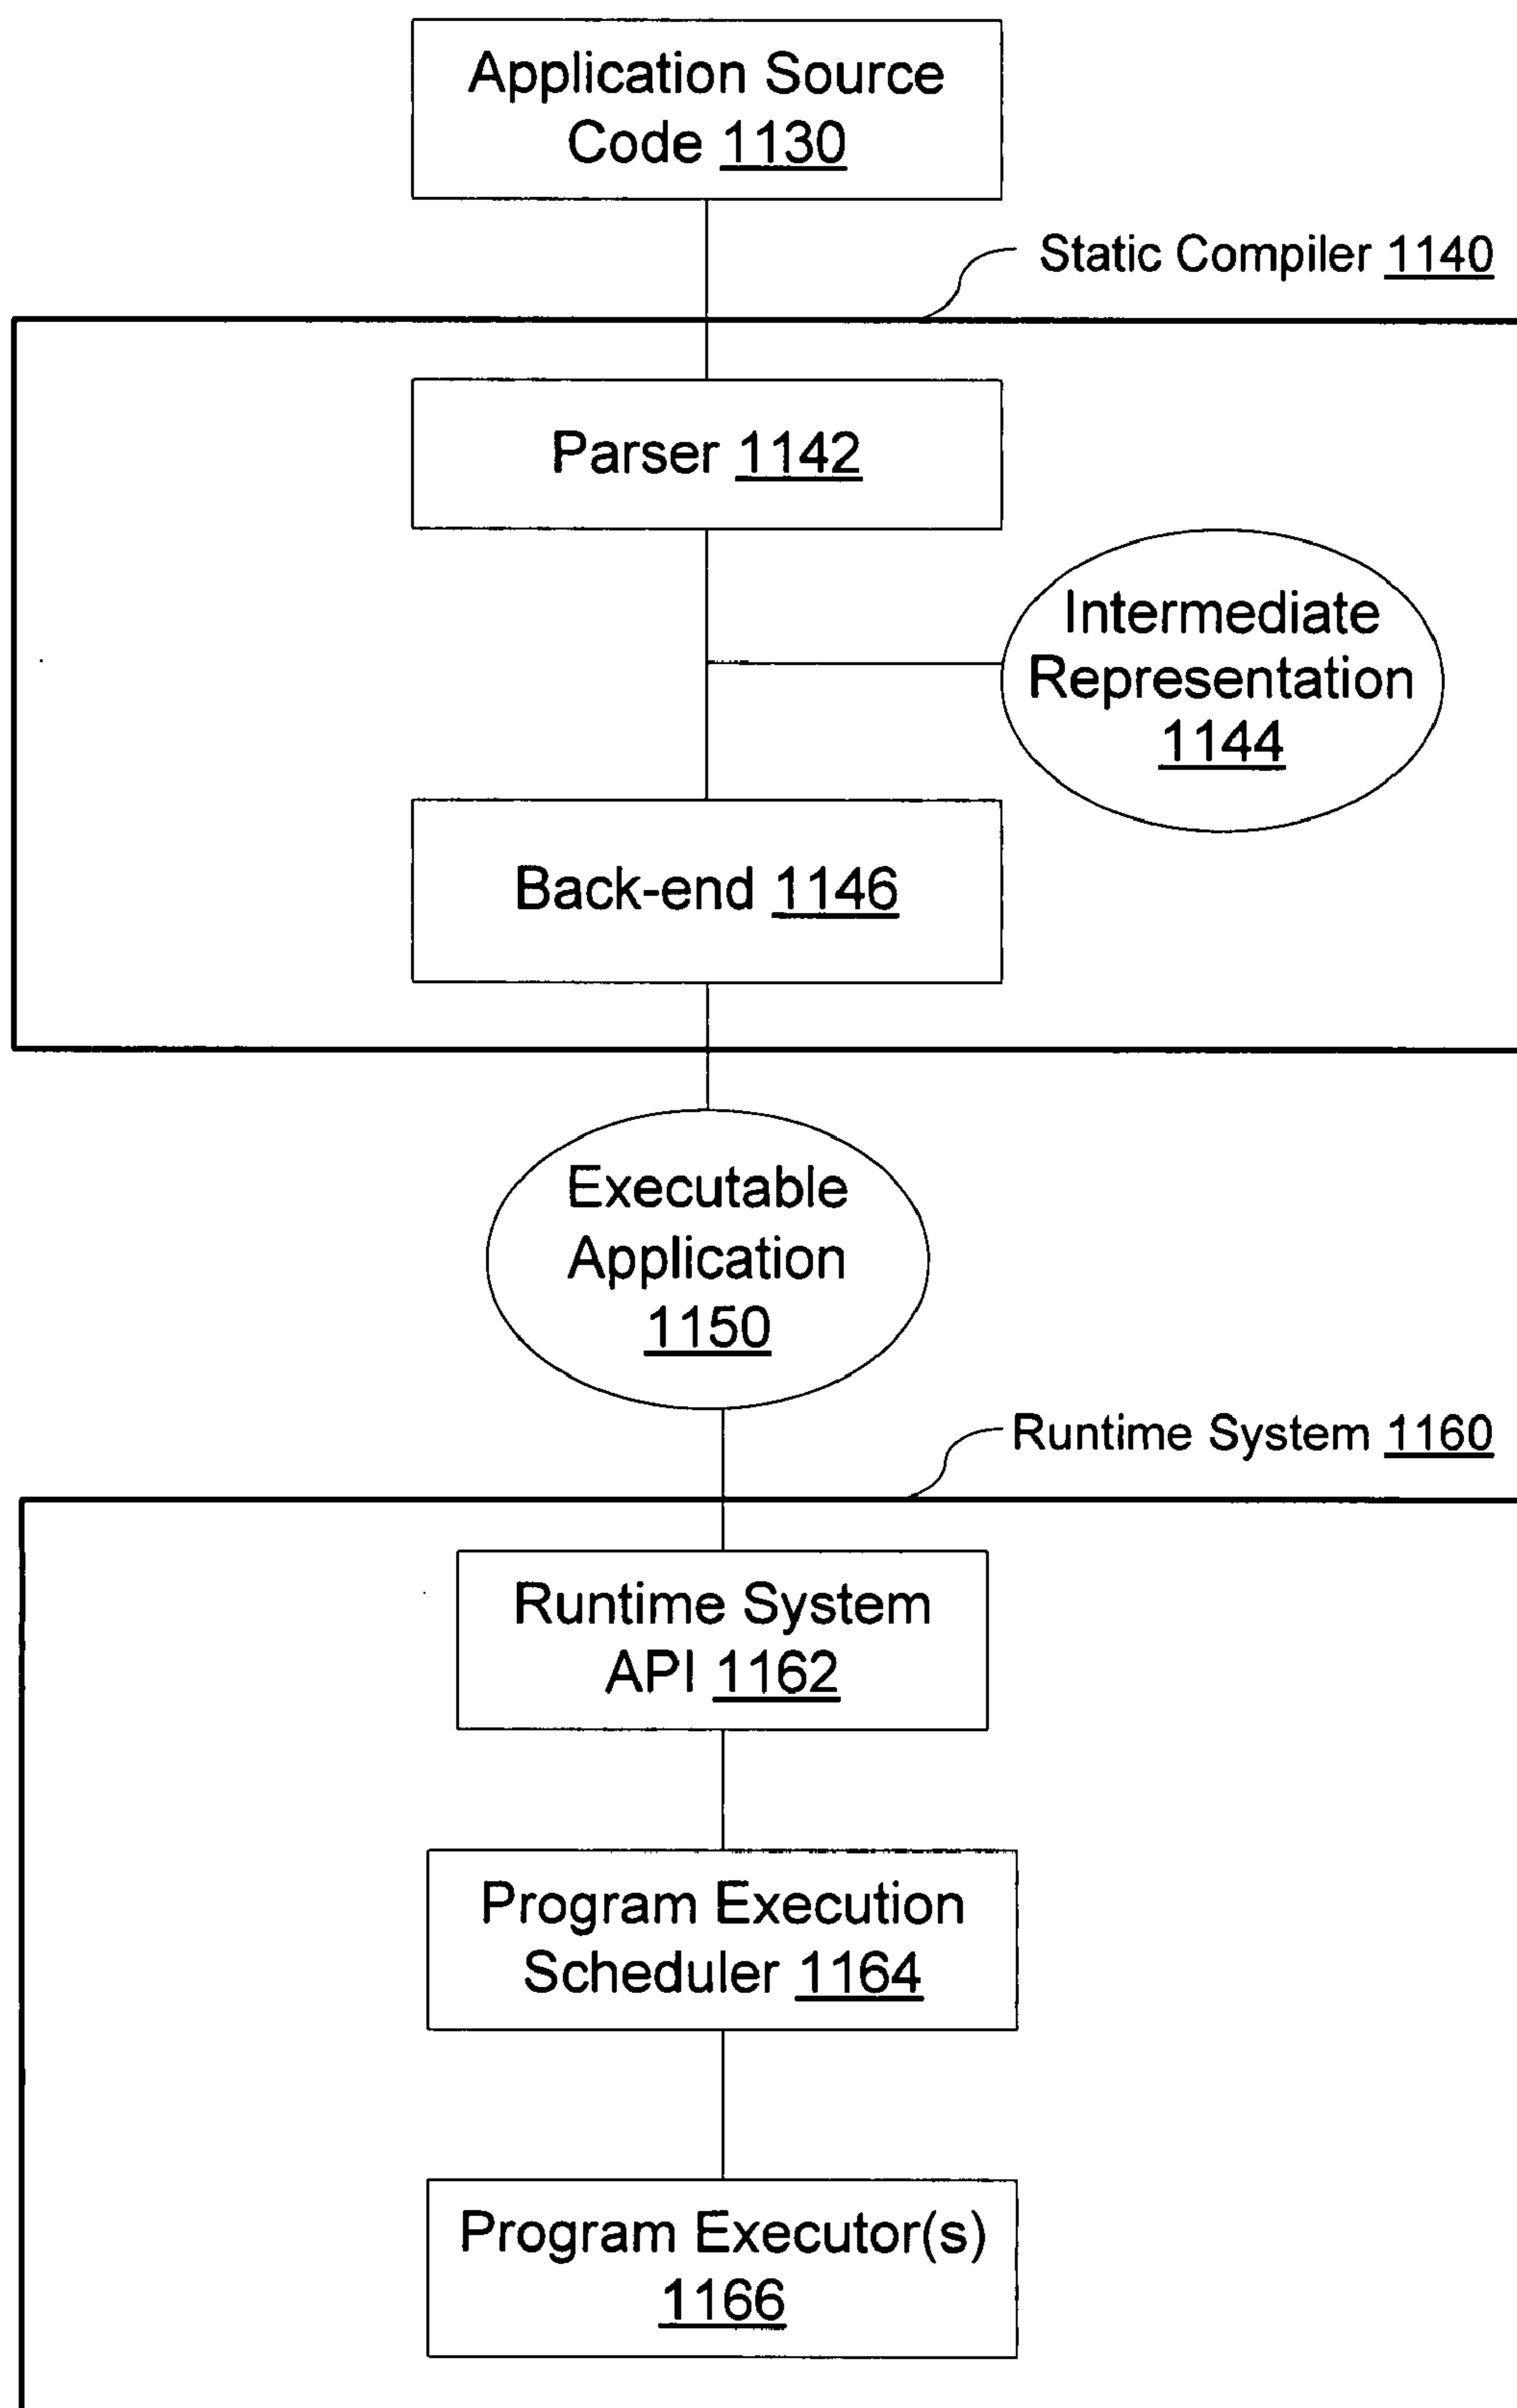 Application Source
Code 1130
Static Compiler 1140
Parser 1142
Intermediate
Representation
1144
Back-end 1146
Executable
Application
1150
Runtime System 1160
Runtime System
API 1162
Program Execution
Scheduler 1164
Program Executor(s)
1166